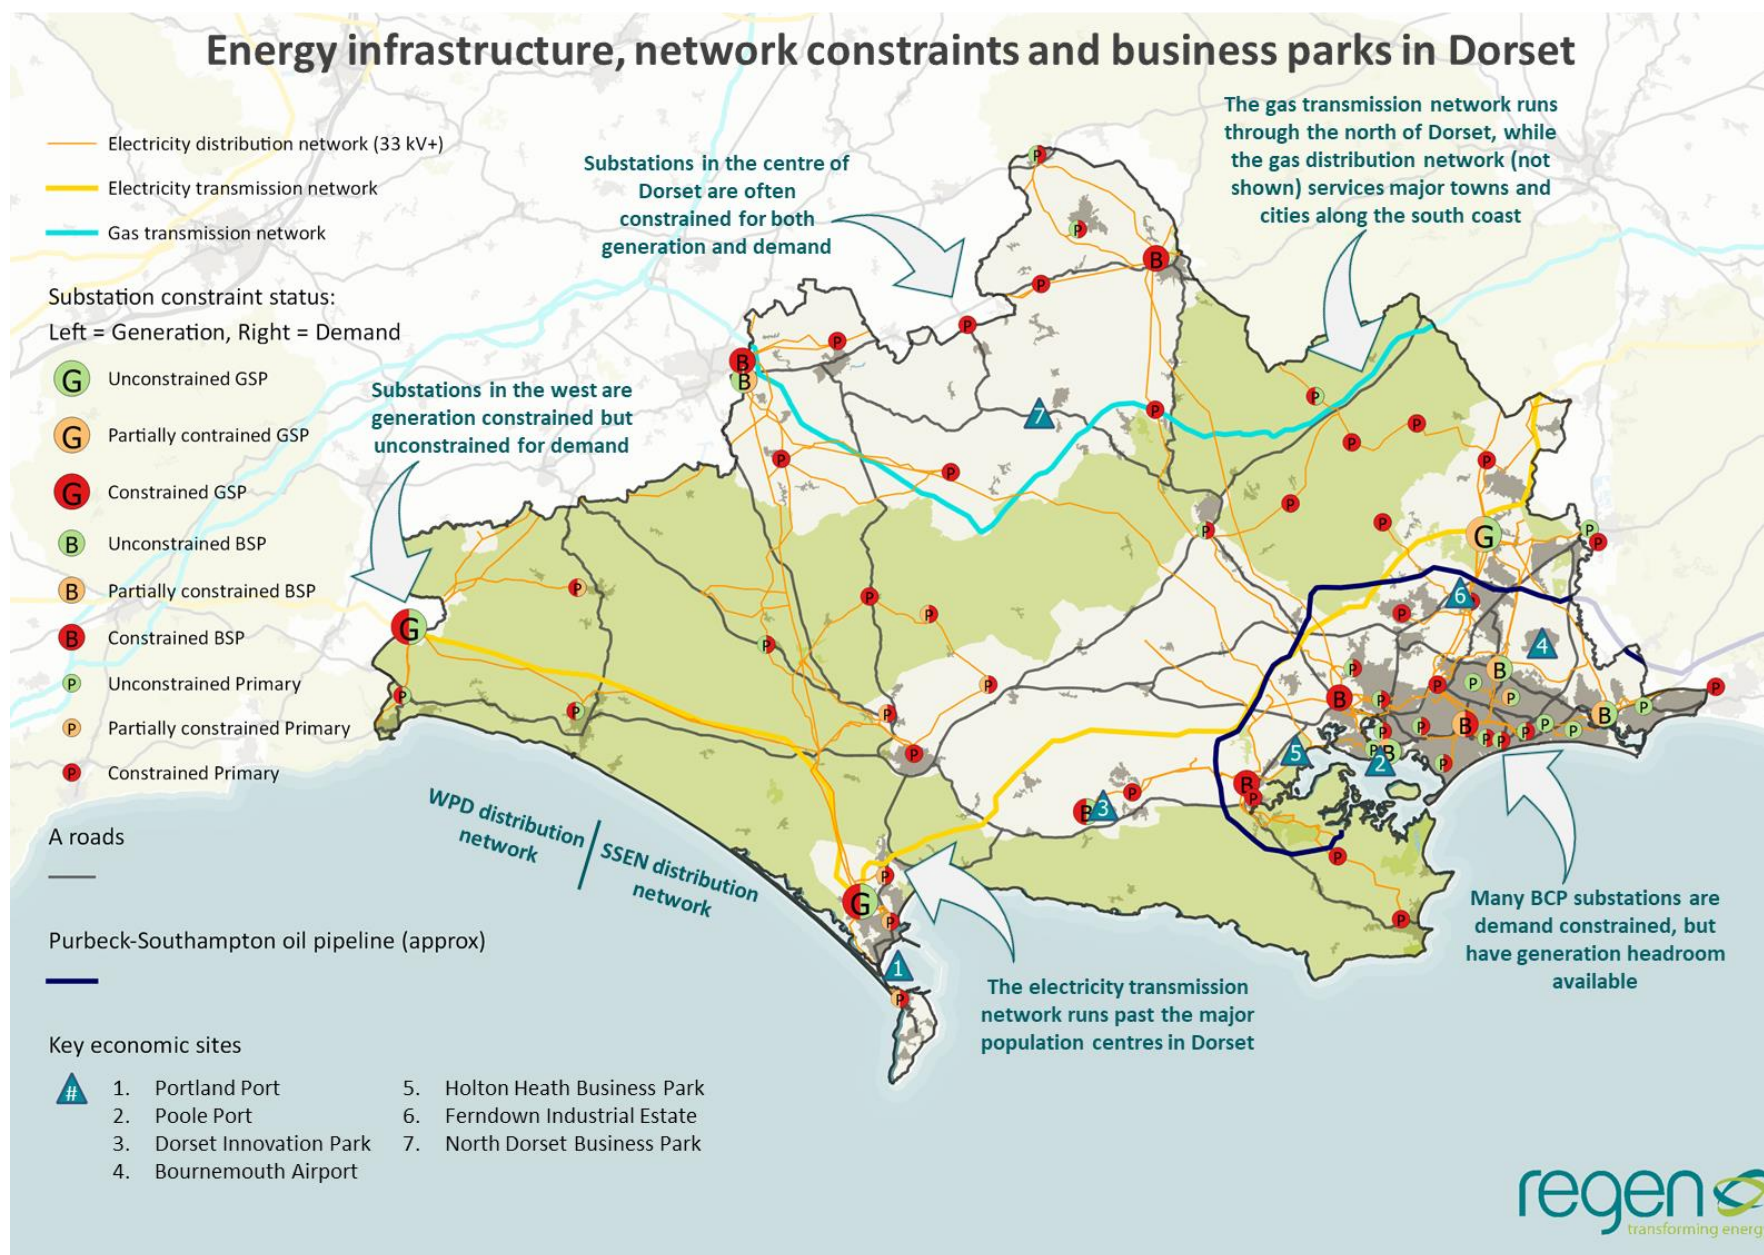 Energy infrastructure, network constraints and business parks in Dorset
Electricity distribution network (33 kV+)
Electricity transmission network
Gas transmission network
Substation constraint status:
Left = Generation, Right = Demand
G Unconstrained GSP
G Partially contrained GSP
G Constrained GSP
B Unconstrained BSP
B Partially constrained BSP
B Constrained BSP
P Unconstrained Primary
P Partially constrained Primary
P Constrained Primary
A roads
Purbeck-Southampton oil pipeline (approx)
Key economic sites
#
1. Portland Port
2. Poole Port
3. Dorset Innovation Park
4. Bournemouth Airport
5. Holton Heath Business Park
6. Ferndown Industrial Estate
7. North Dorset Business Park
Substations in the centre of
Dorset are often
constrained for both
generation and demand
The gas transmission network runs
through the north of Dorset, while
the gas distribution network (not
shown) services major towns and
cities along the south coast
Substations in the west are
generation constrained but
unconstrained for demand
WPD distribution
network
SSEN distribution
network
The electricity transmission
network runs past the major
population centres in Dorset
Many BCP substations are
demand constrained, but
have generation headroom
available
7
6
4
5
2
3
1
regen
transforming energ